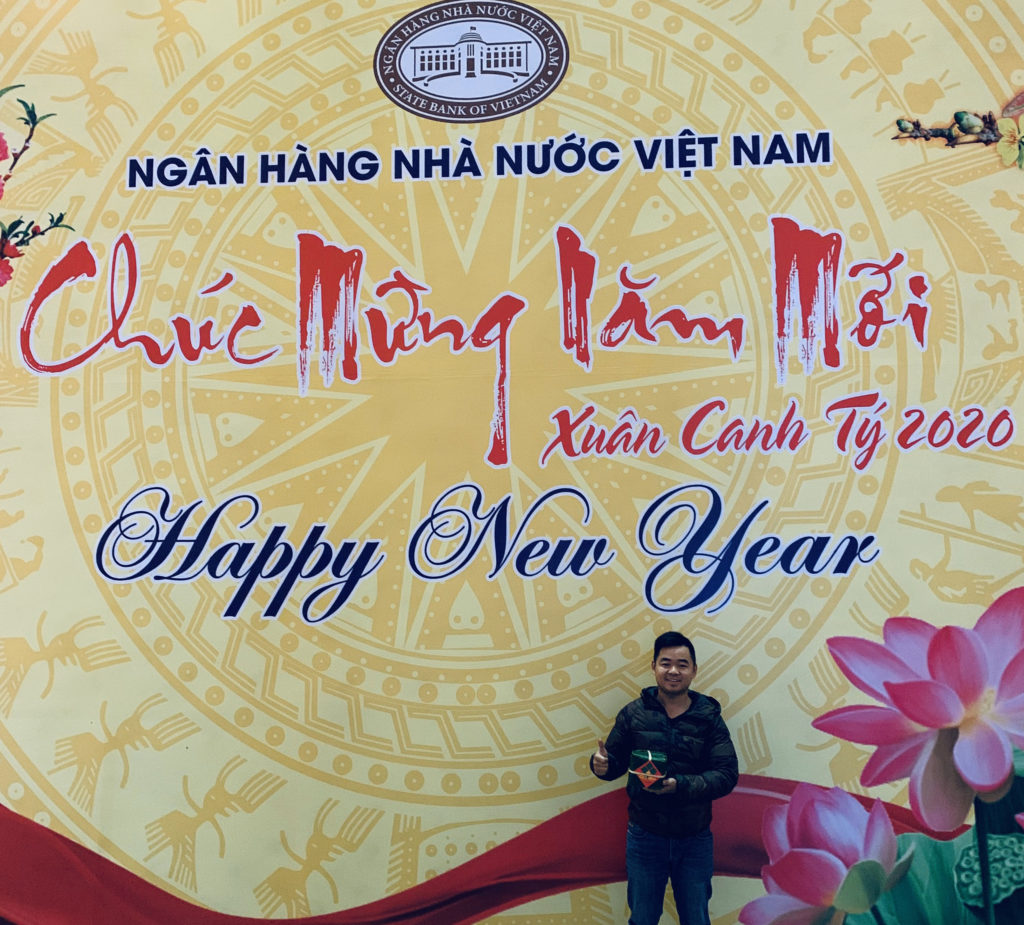 NGÂN HÀNG NHÀ NƯỚC VIỆT NAM
STATE BANK OF VIETNAM
NGÂN HÀNG NHÀ NƯỚC VIỆT NAM
Chúc Mừng Năm Mới
Xuân Canh Tý 2020
Happy New Year